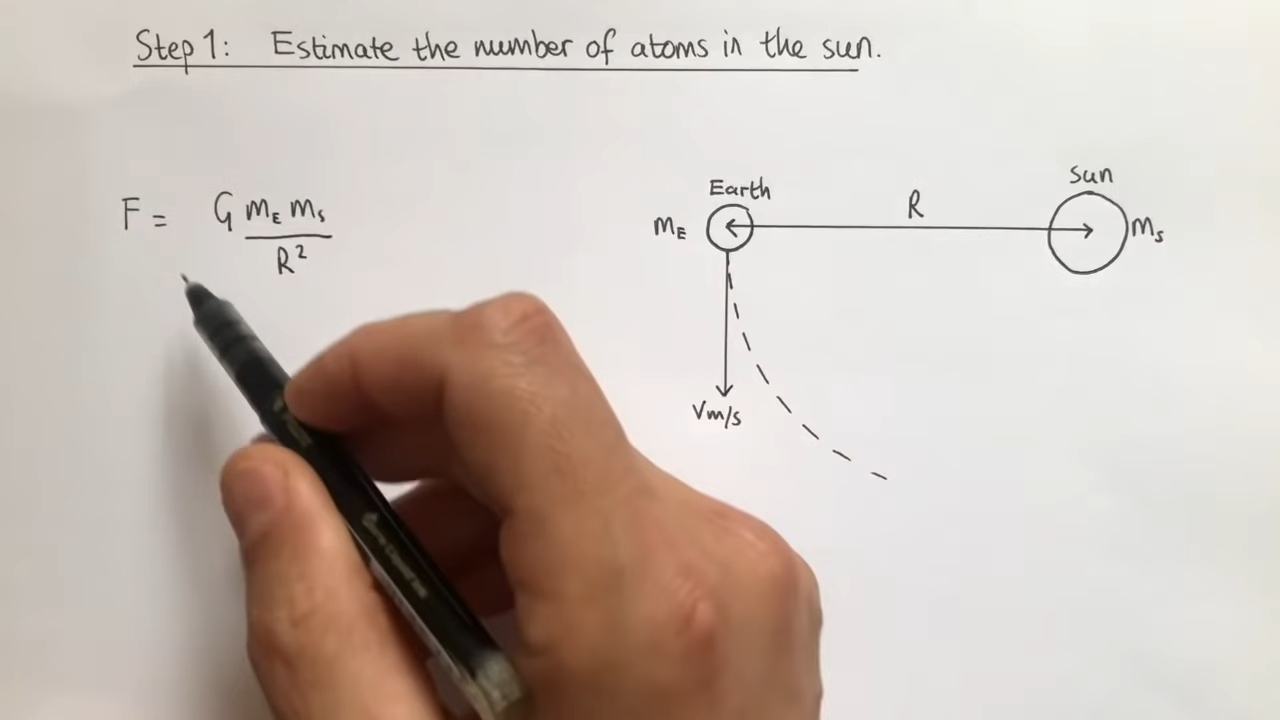 Step 1: Estimate the number of atoms in the sun.
F = G mE ms
R²
Earth
mE
R
Sun
ms
Vm/s